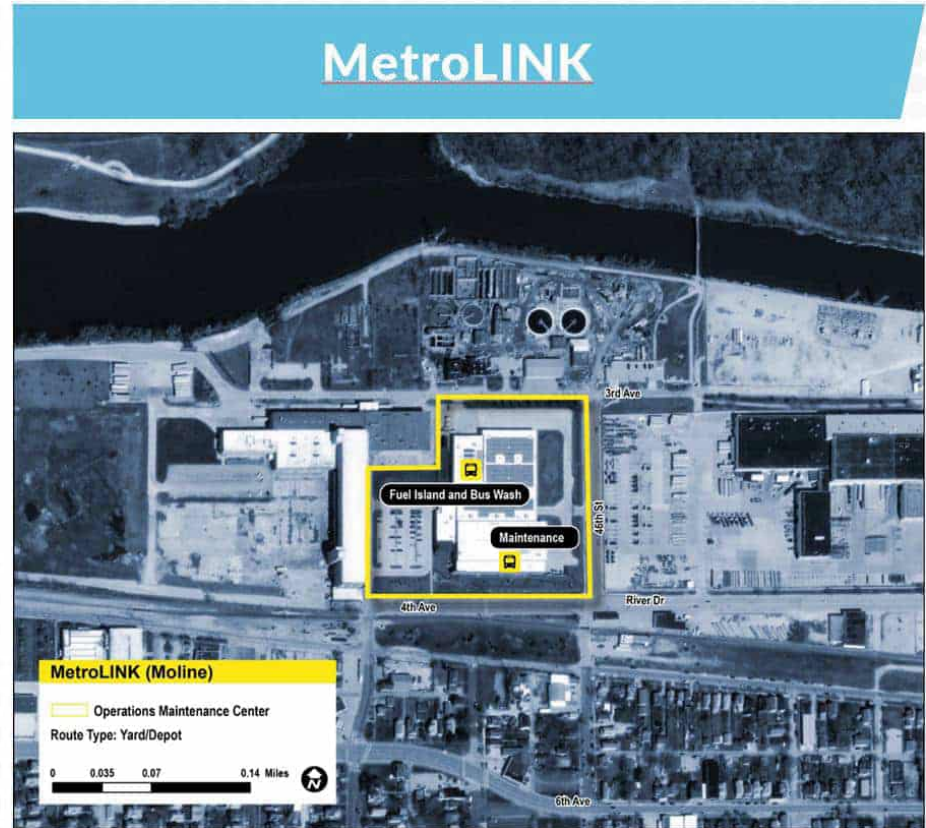 MetroLINK
3rd Ave
Fuel Island and Bus Wash
46th St
Maintenance
4th Ave
River Dr
MetroLINK (Moline)
Operations Maintenance Center
Route Type: Yard/Depot
0 0.035 0.07 0.14 Miles
N
6th Ave